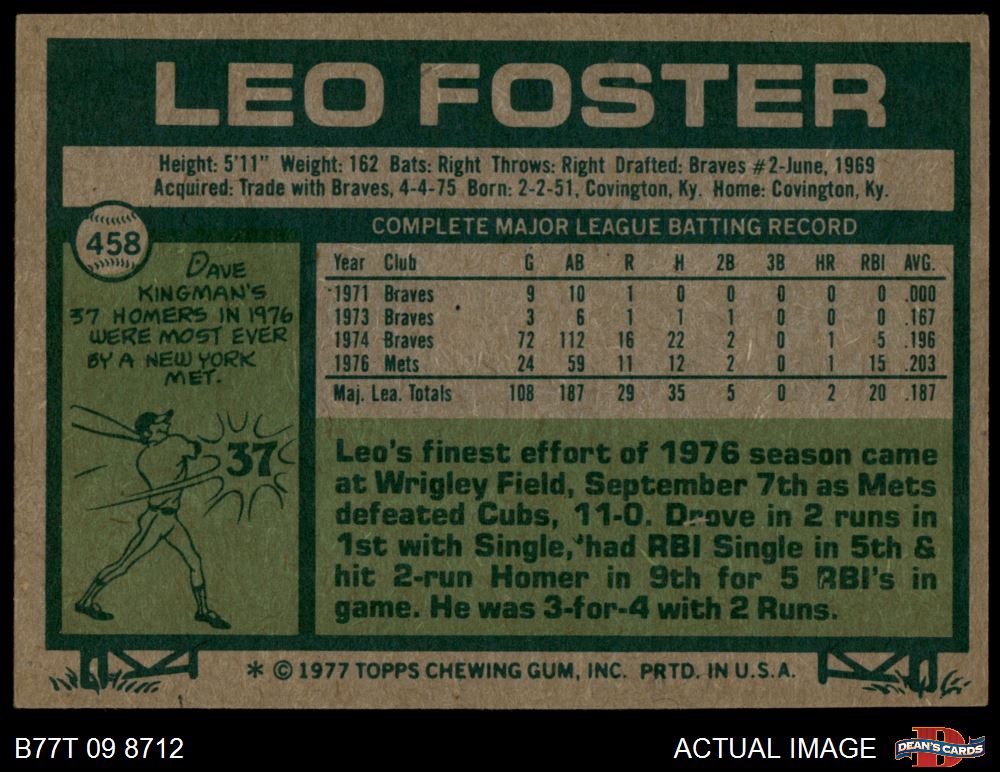 LEO FOSTER
Height: 5'11" Weight: 162 Bats: Right Throws: Right Drafted: Braves #2-June, 1969
Acquired: Trade with Braves, 4-4-75 Born: 2-2-51, Covington, Ky. Home: Covington, Ky.
458
DAVE
KINGMAN'S
37 HOMERS IN 1976
WERE MOST EVER
BY A NEW YORK
MET.
37
COMPLETE MAJOR LEAGUE BATTING RECORD
Year Club G AB R H 2B 3B HR RBI AVG.
1971 Braves 9 10 1 0 0 0 0 0 .000
1973 Braves 3 6 1 1 1 0 0 0 .167
1974 Braves 72 112 16 22 2 0 1 5 .196
1976 Mets 24 59 11 12 2 0 1 15 .203
Maj. Lea. Totals 108 187 29 35 5 0 2 20 .187
Leo's finest effort of 1976 season came
at Wrigley Field, September 7th as Mets
defeated Cubs, 11-0. Drove in 2 runs in
1st with Single, had RBI Single in 5th &
hit 2-run Homer in 9th for 5 RBI's in
game. He was 3-for-4 with 2 Runs.
* © 1977 TOPPS CHEWING GUM, INC. PRTD. IN U.S.A.
B77T 09 8712
ACTUAL IMAGE
D
DEAN'S CARDS